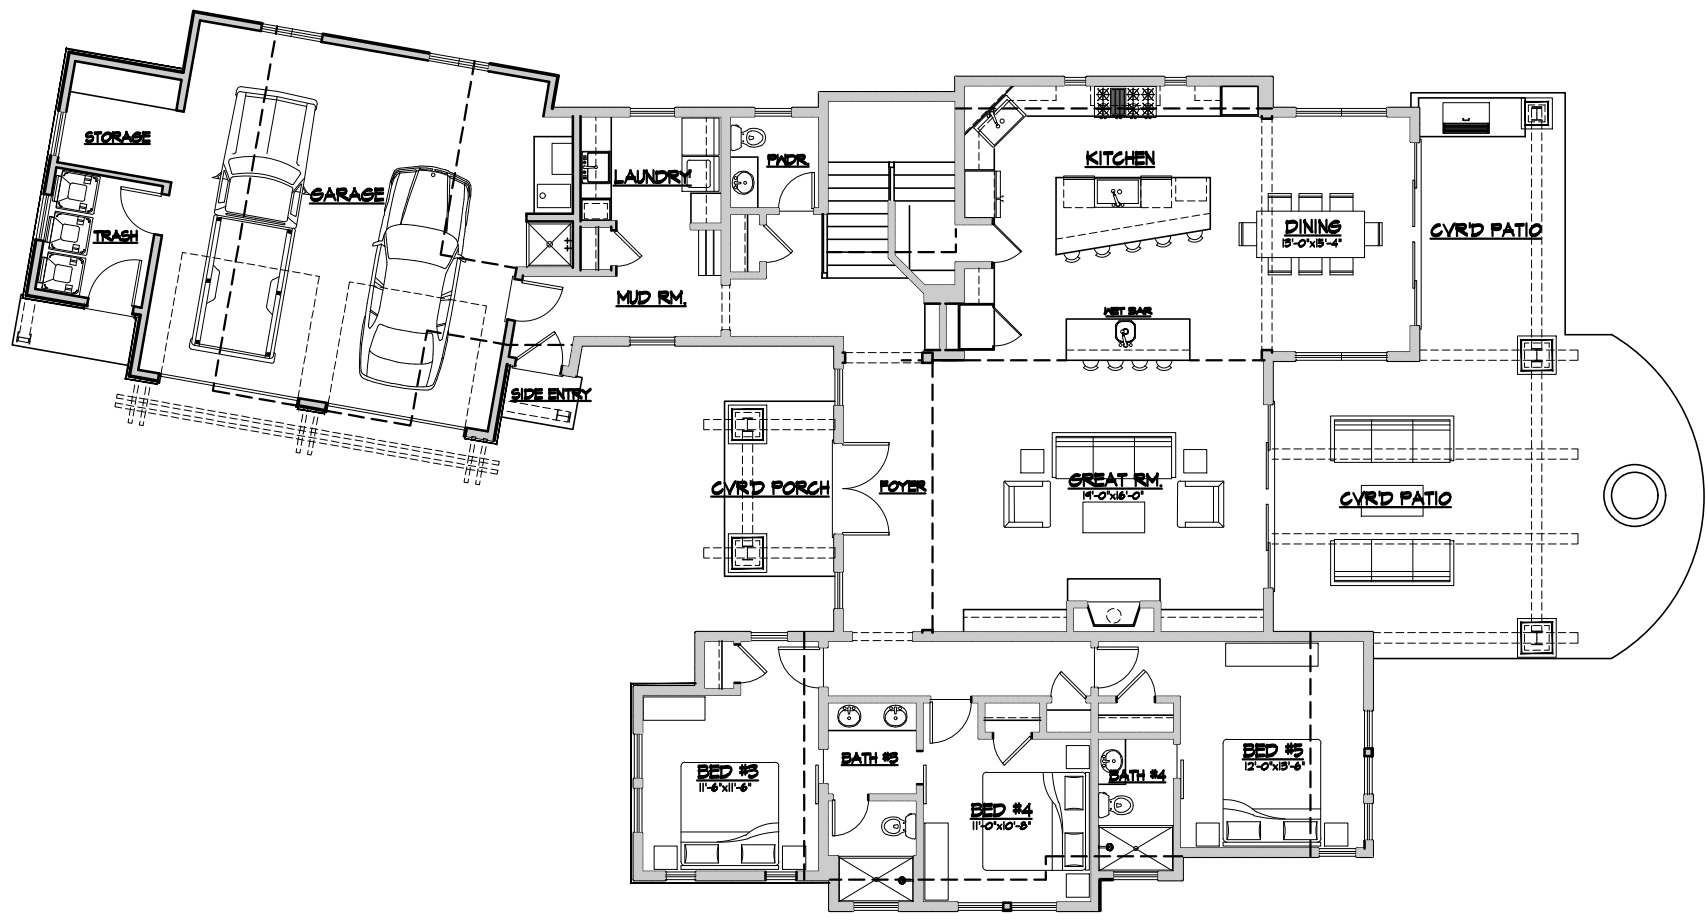 STORAGE
GARAGE
TRASH
LAUNDRY
PWDR.
KITCHEN
DINING
13'-0"x15'-4"
CVR'D PATIO
MUD RM.
WET BAR
SIDE ENTRY
CVR'D PORCH
FOYER
GREAT RM.
19'-0"x16'-0"
CVR'D PATIO
BED #3
11'-6"x11'-6"
BATH #3
BED #4
11'-0"x10'-8"
BATH #4
BED #5
12'-0"x13'-6"